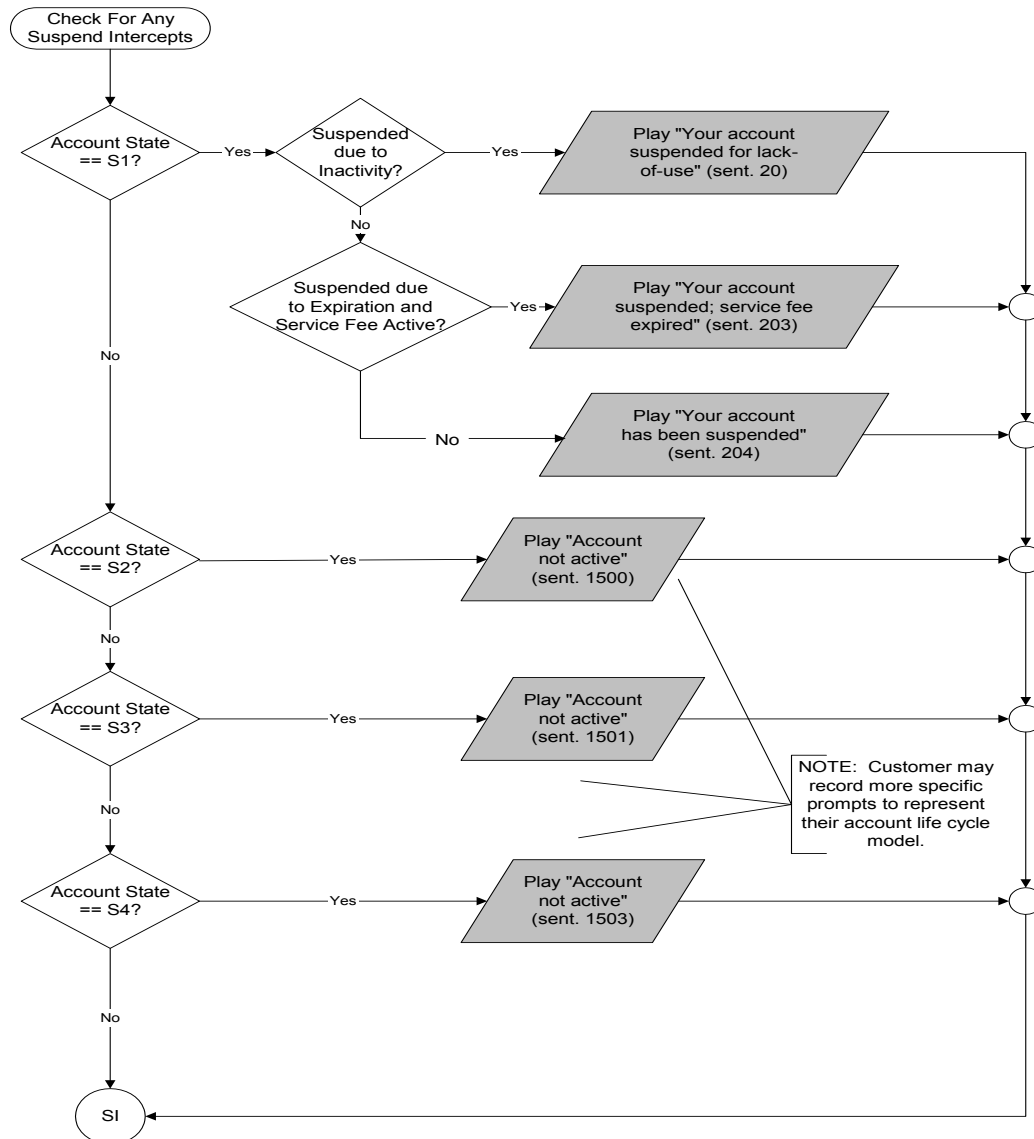 Check For Any
Suspend Intercepts
Account State
== S1?
Yes
Suspended
due to
Inactivity?
Yes
Play "Your account
suspended for lack-
of-use" (sent. 20)
No
Suspended due
to Expiration and
Service Fee Active?
Yes
Play "Your account
suspended; service fee
expired" (sent. 203)
No
No
Play "Your account
has been suspended"
(sent. 204)
Account State
== S2?
Yes
Play "Account
not active"
(sent. 1500)
No
Account State
== S3?
Yes
Play "Account
not active"
(sent. 1501)
NOTE: Customer may
record more specific
prompts to represent
their account life cycle
model.
No
Account State
== S4?
Yes
Play "Account
not active"
(sent. 1503)
No
SI